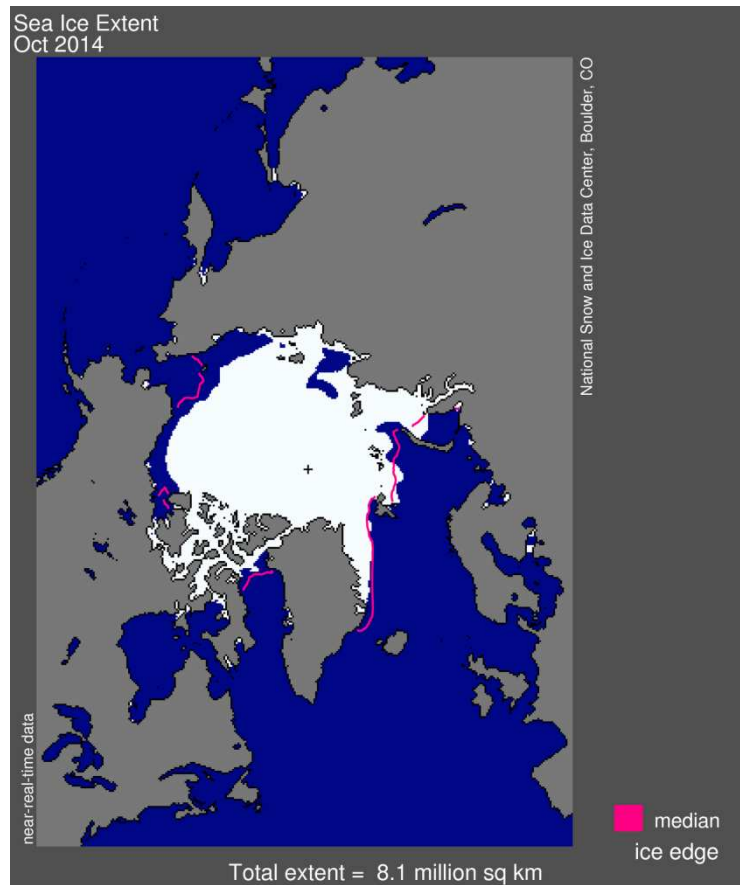 Sea Ice Extent
Oct 2014
National Snow and Ice Data Center, Boulder, CO
near-real-time data
median
ice edge
Total extent = 8.1 million sq km